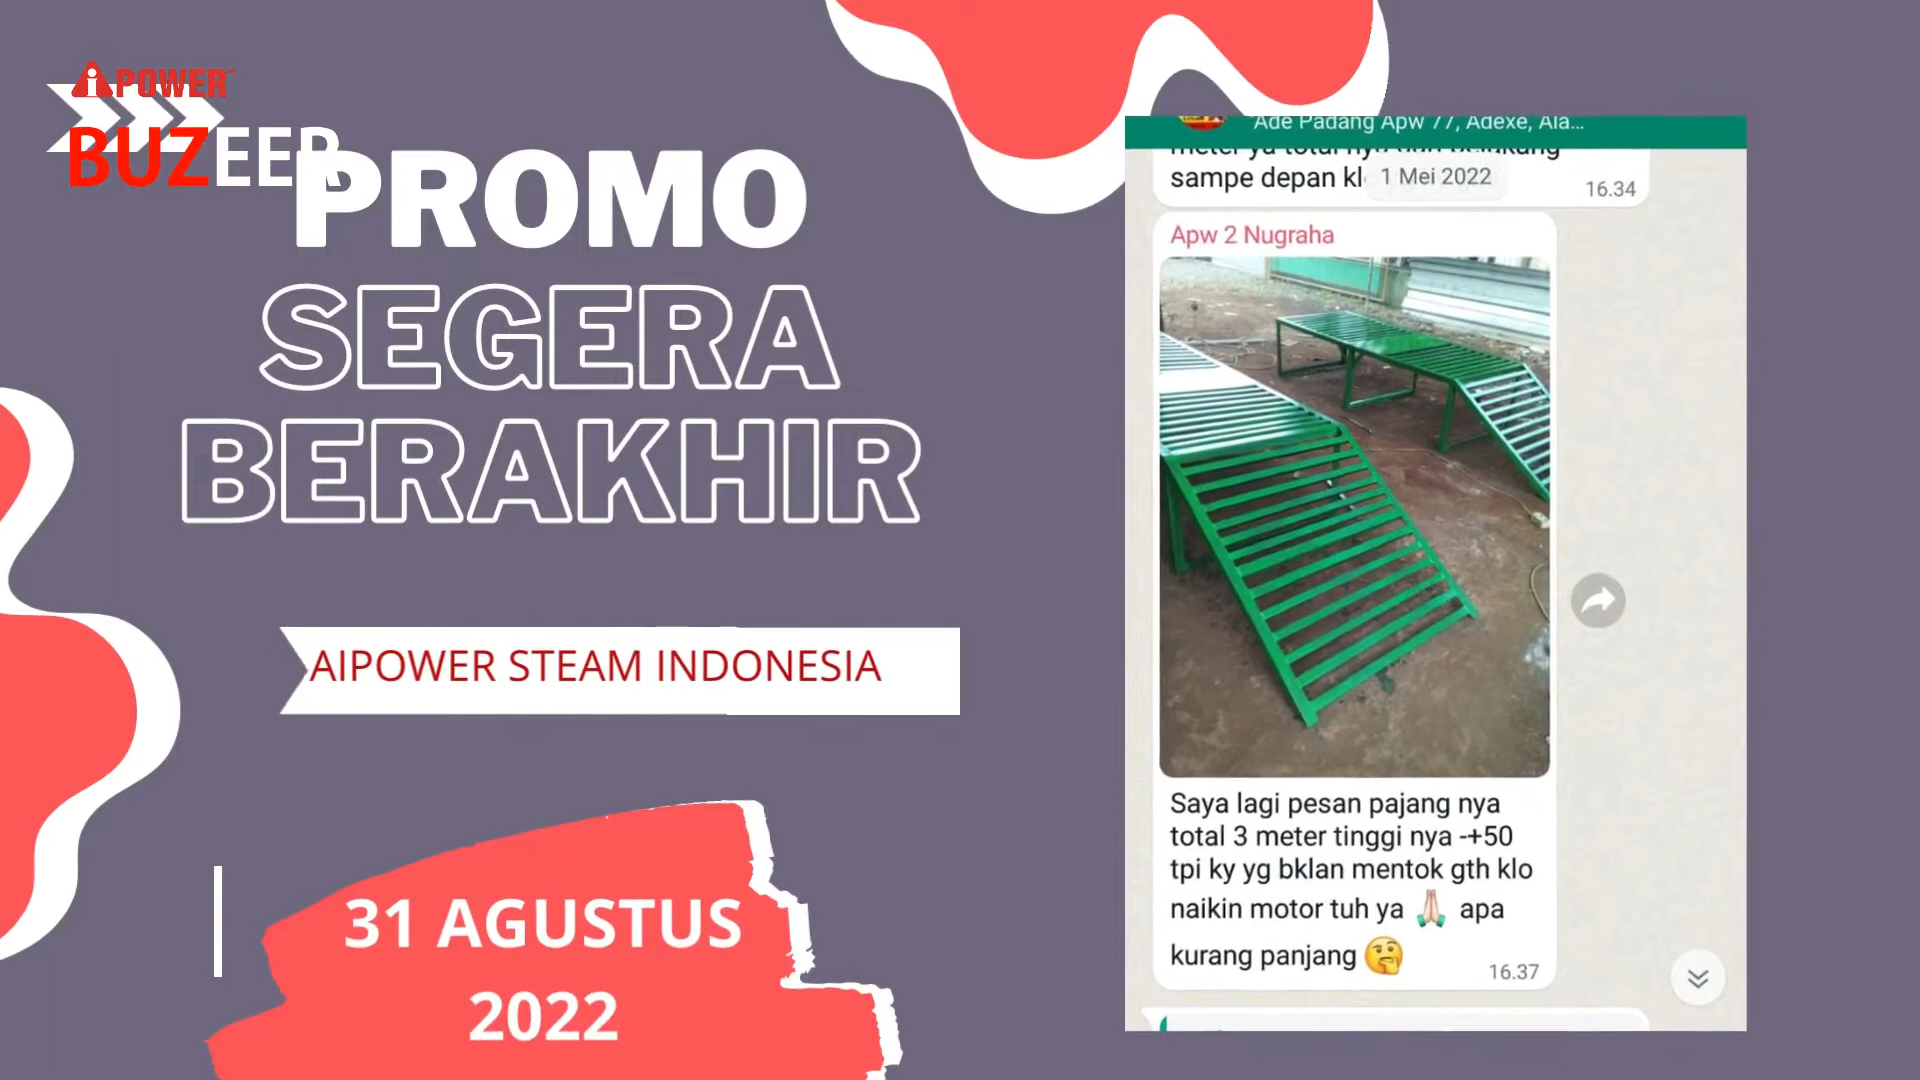 iPOWER
BUZEER
PROMO
SEGERA
BERAKHIR
AIPOWER STEAM INDONESIA
31 AGUSTUS
2022
Ade Padang Apw 77, Adexe, Ala...
sampe depan
1 Mei 2022
16.34
Apw 2 Nugraha
Saya lagi pesan pajang nya
total 3 meter tinggi nya -+50
tpi ky yg bklan mentok gth klo
naikin motor tuh ya 🙏🏻 apa
kurang panjang 🤔
16.37